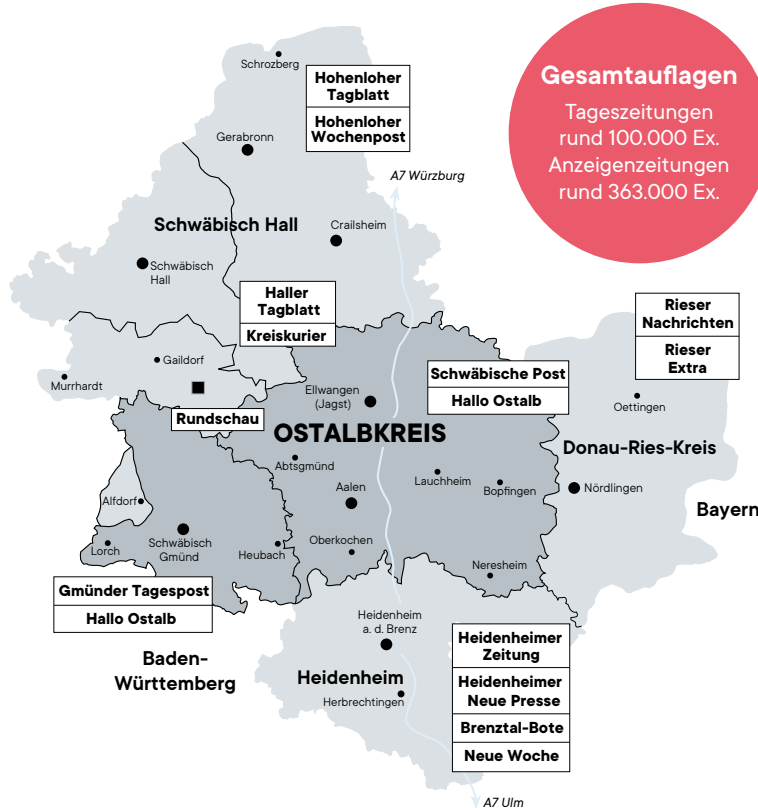 Schrozberg
Hohenloher
Tagblatt
Hohenloher
Wochenpost
Gesamtauflagen
Tageszeitungen
rund 100.000 Ex.
Anzeigenzeitungen
rund 363.000 Ex.
Gerabronn
A7 Würzburg
Schwäbisch Hall
Crailsheim
Schwäbisch
Hall
Haller
Tagblatt
Kreiskurier
Rieser
Nachrichten
Rieser
Extra
Gaildorf
Murrhardt
Rundschau
Ellwangen
(Jagst)
Schwäbische Post
Hallo Ostalb
Oettingen
OSTALBKREIS
Donau-Ries-Kreis
Abtsgmünd
Lauchheim
Aalen
Bopfingen
Nördlingen
Bayern
Alfdorf
Lorch
Schwäbisch
Gmünd
Heubach
Oberkochen
Neresheim
Gmünder Tagespost
Hallo Ostalb
Heidenheim
a. d. Brenz
Baden-
Württemberg
Heidenheim
Herbrechtingen
Heidenheimer
Zeitung
Heidenheimer
Neue Presse
Brenztal-Bote
Neue Woche
A7 Ulm